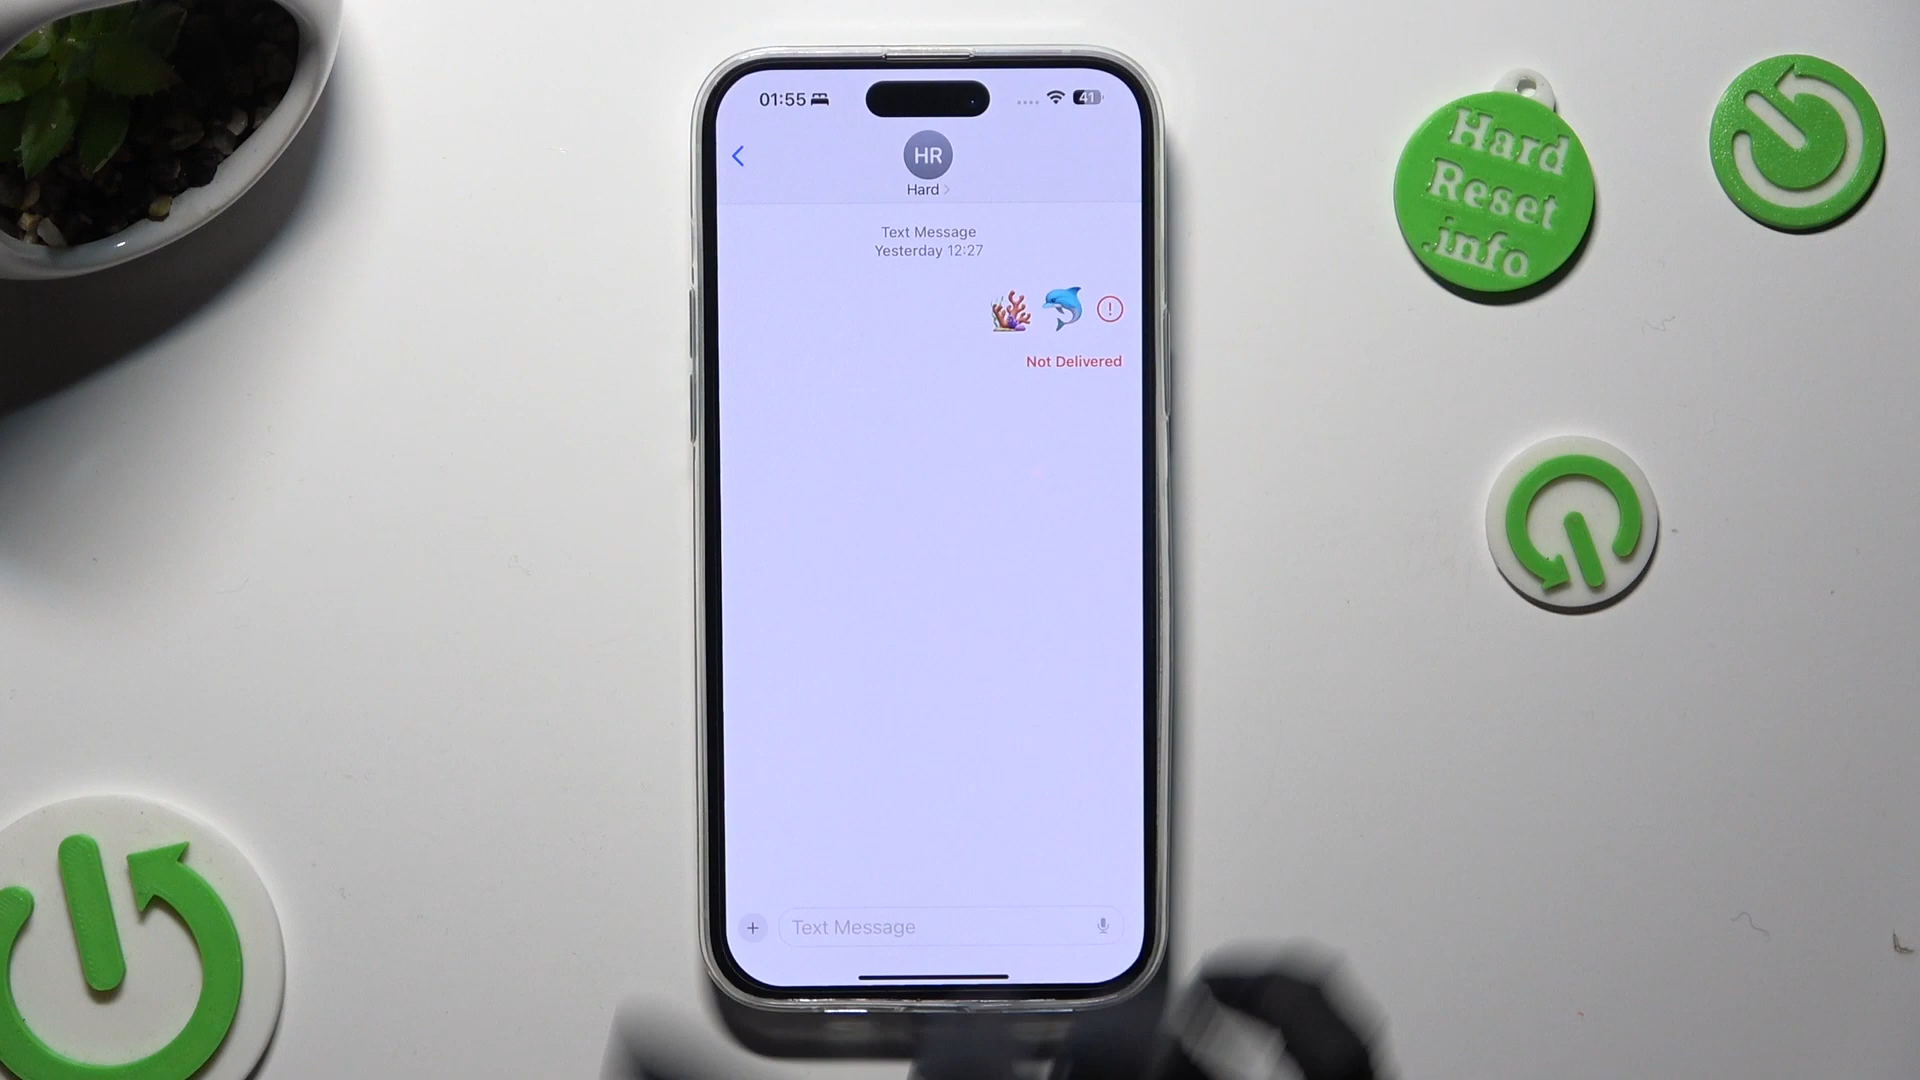 01:55
41
HR
Hard
Text Message
Yesterday 12:27
Not Delivered
Text Message
Hard
Reset
.info